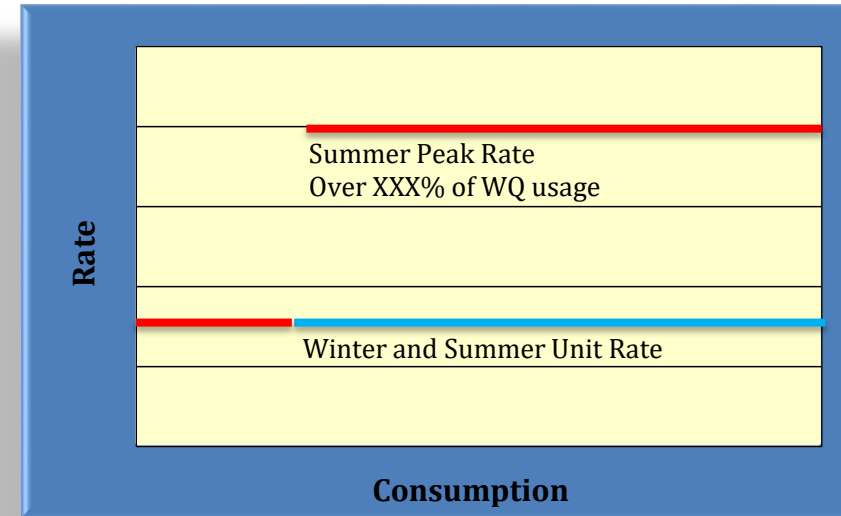 Summer Peak Rate
Over XXX% of WQ usage
Rate
Winter and Summer Unit Rate
Consumption